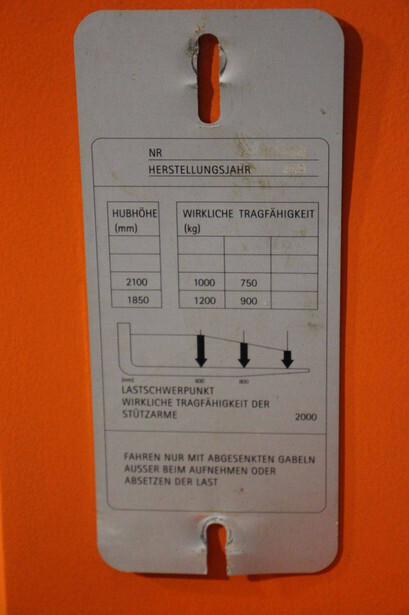 NR
HERSTELLUNGSJAHR
HUBHÖHE
(mm)
WIRKLICHE TRAGFÄHIGKEIT
(kg)
2100 1000 750
1850 1200 900
(mm) 600 800
LASTSCHWERPUNKT
WIRKLICHE TRAGFÄHIGKEIT DER
STÜTZARME 2000
FAHREN NUR MIT ABGESENKTEN GABELN
AUSSER BEIM AUFNEHMEN ODER
ABSETZEN DER LAST